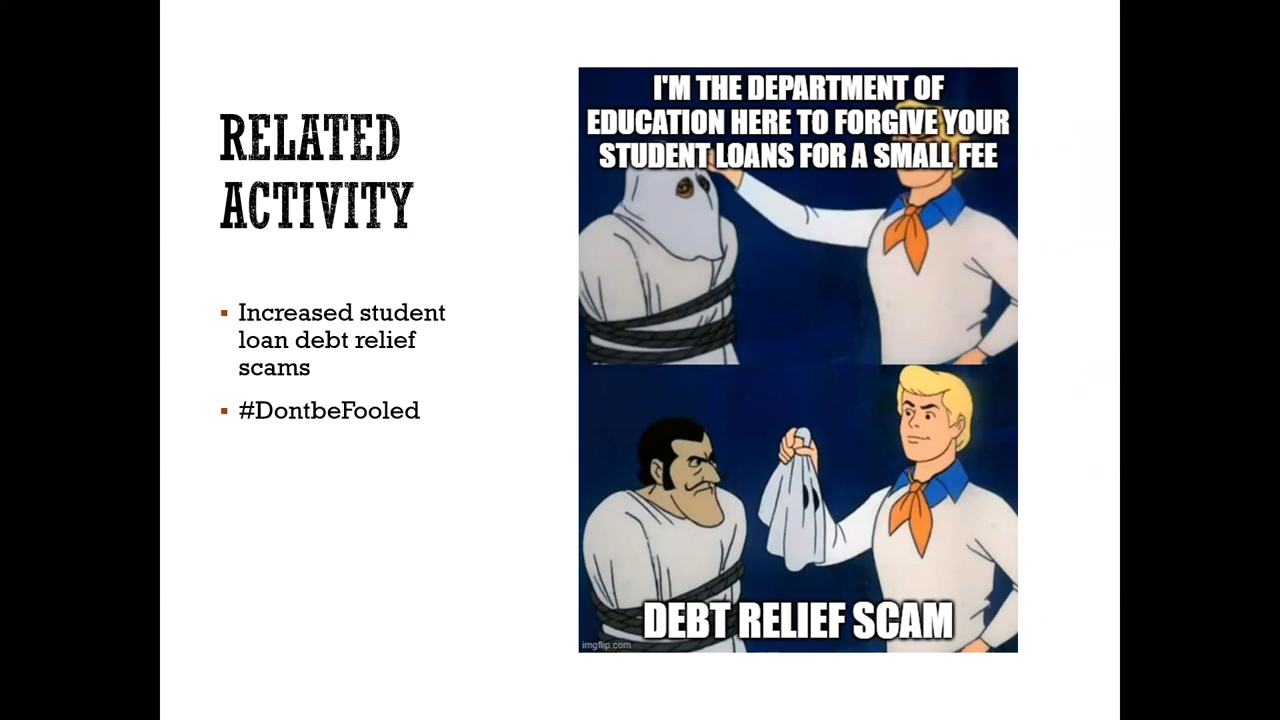 RELATED
ACTIVITY
▪ Increased student
loan debt relief
scams
▪ #DontbeFooled
I'M THE DEPARTMENT OF
EDUCATION HERE TO FORGIVE YOUR
STUDENT LOANS FOR A SMALL FEE
DEBT RELIEF SCAM
imgflip.com